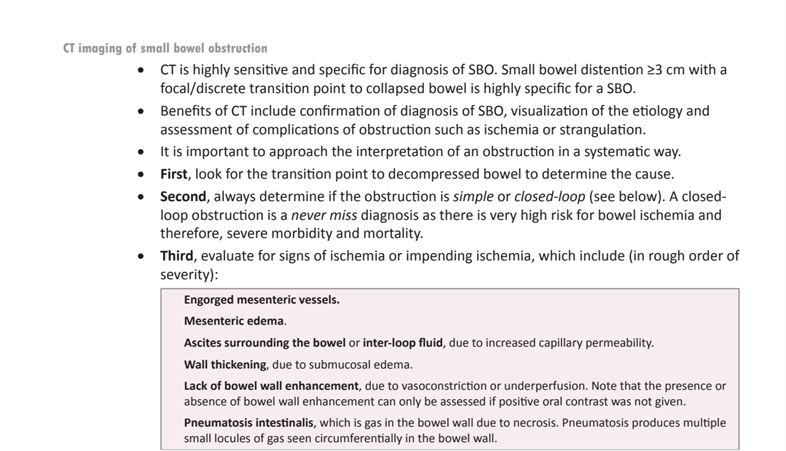 CT imaging of small bowel obstruction
• CT is highly sensitive and specific for diagnosis of SBO. Small bowel distention ≥3 cm with a
focal/discrete transition point to collapsed bowel is highly specific for a SBO.
• Benefits of CT include confirmation of diagnosis of SBO, visualization of the etiology and
assessment of complications of obstruction such as ischemia or strangulation.
• It is important to approach the interpretation of an obstruction in a systematic way.
• First, look for the transition point to decompressed bowel to determine the cause.
• Second, always determine if the obstruction is simple or closed-loop (see below). A closed-
loop obstruction is a never miss diagnosis as there is very high risk for bowel ischemia and
therefore, severe morbidity and mortality.
• Third, evaluate for signs of ischemia or impending ischemia, which include (in rough order of
severity):
Engorged mesenteric vessels.
Mesenteric edema.
Ascites surrounding the bowel or inter-loop fluid, due to increased capillary permeability.
Wall thickening, due to submucosal edema.
Lack of bowel wall enhancement, due to vasoconstriction or underperfusion. Note that the presence or
absence of bowel wall enhancement can only be assessed if positive oral contrast was not given.
Pneumatosis intestinalis, which is gas in the bowel wall due to necrosis. Pneumatosis produces multiple
small locules of gas seen circumferentially in the bowel wall.